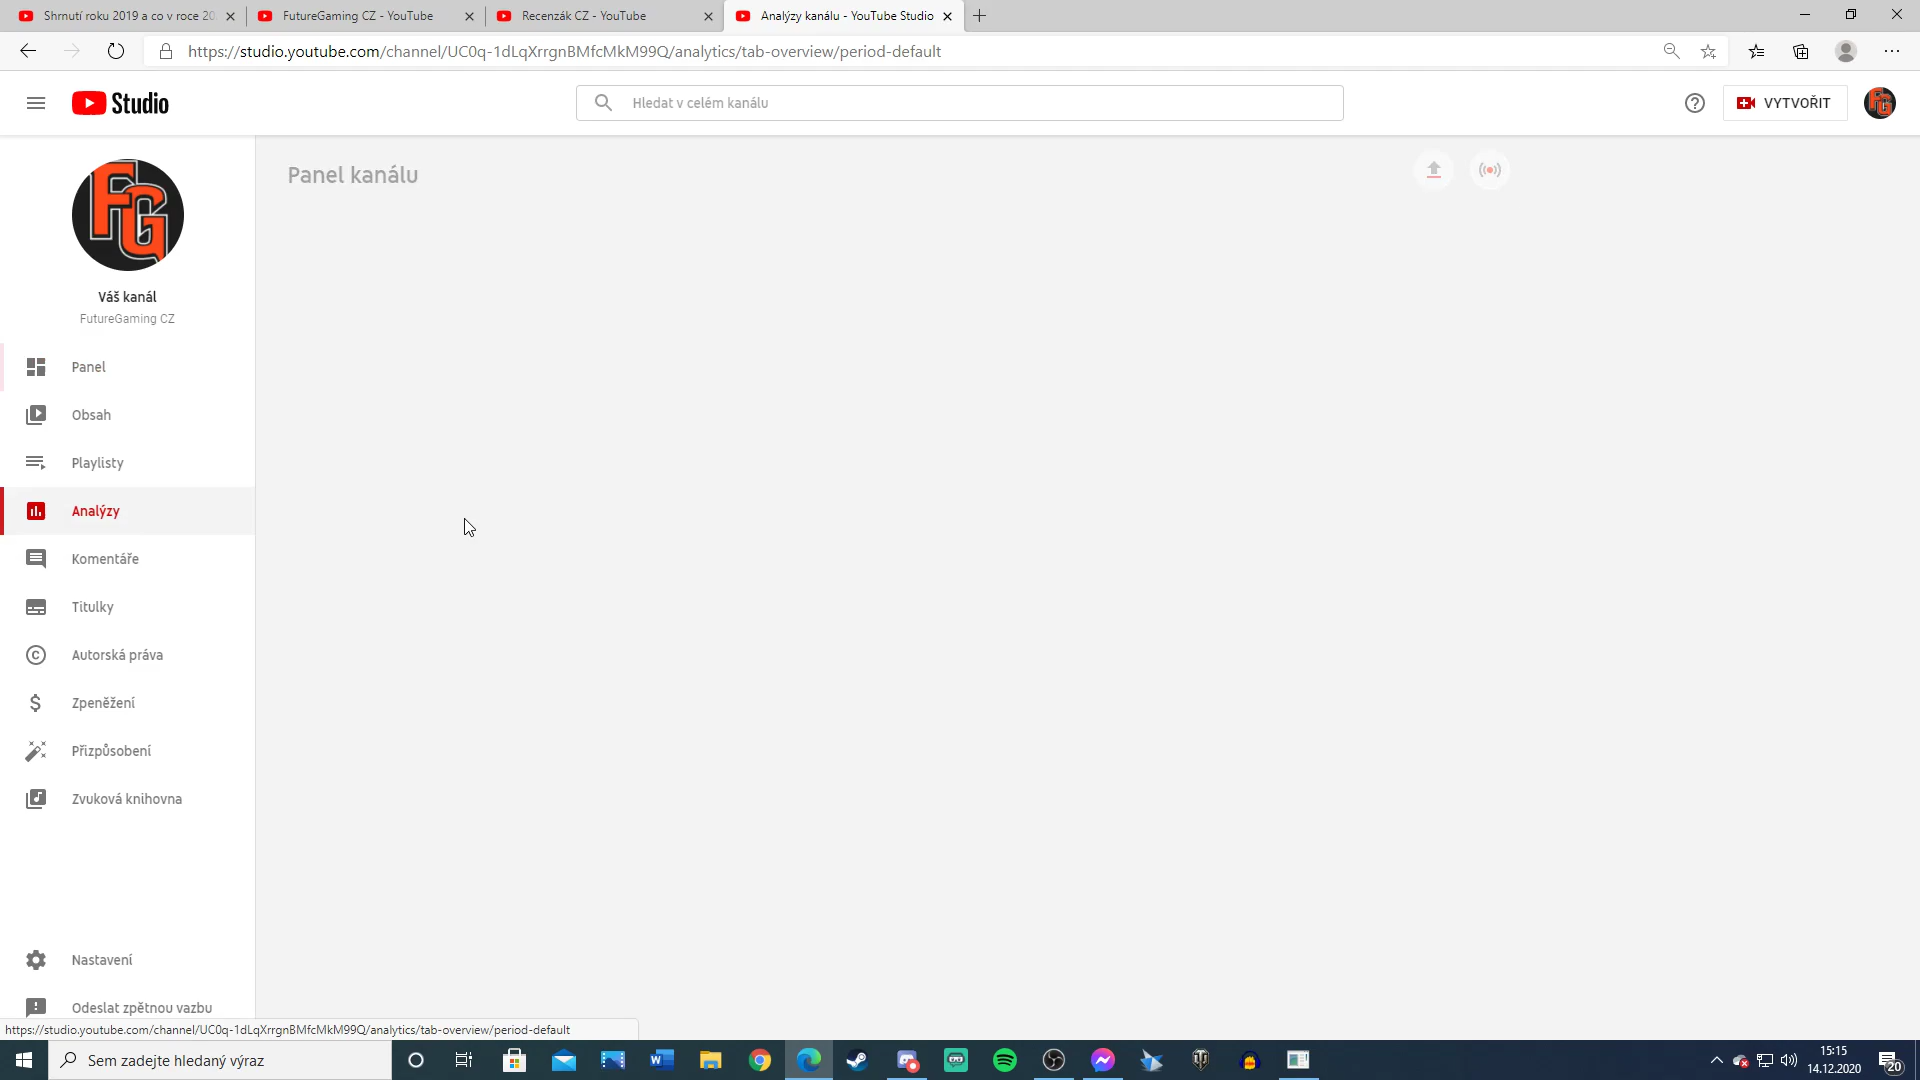 Shrnutí roku 2019 a co v roce 20
FutureGaming CZ - YouTube
Recenzák CZ - YouTube
Analýzy kanálu - YouTube Studio
https://studio.youtube.com/channel/UC0q-1dLqXrrgnBMfcMkM99Q/analytics/tab-overview/period-default
Studio
Hledat v celém kanálu
VYTVOŘIT
FG
Panel kanálu
FG
Váš kanál
FutureGaming CZ
Panel
Obsah
Playlisty
Analýzy
Komentáře
Titulky
Autorská práva
Zpeněžení
Přizpůsobení
Zvuková knihovna
Nastavení
Odeslat zpětnou vazbu
https://studio.youtube.com/channel/UC0q-1dLqXrrgnBMfcMkM99Q/analytics/tab-overview/period-default
Sem zadejte hledaný výraz
15:15
14.12.2020
20